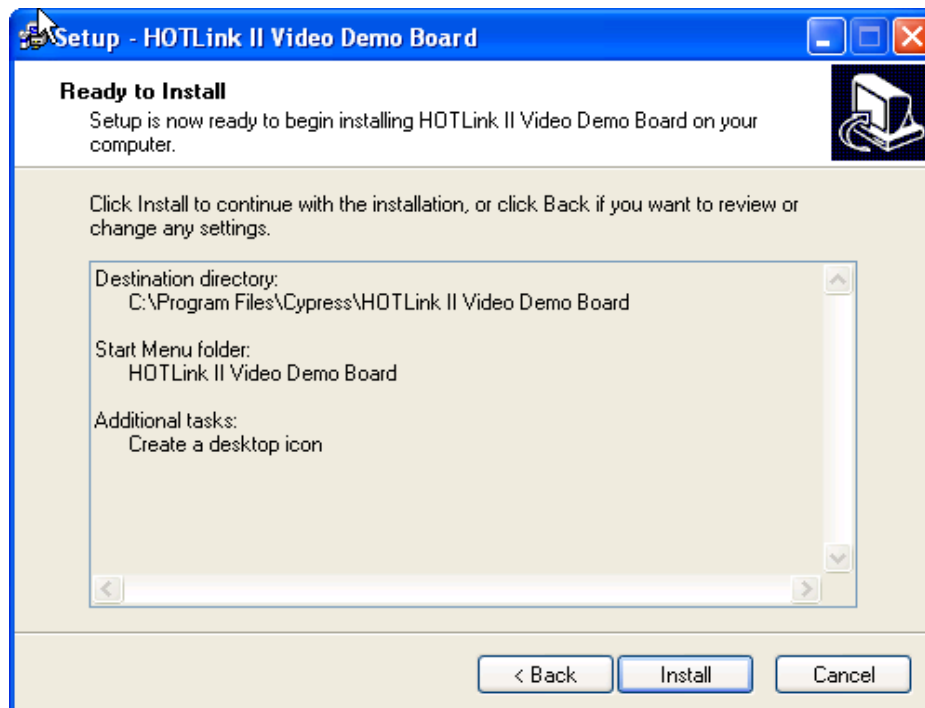 Setup - HOTLink II Video Demo Board
Ready to Install
Setup is now ready to begin installing HOTLink II Video Demo Board on your
computer.
Click Install to continue with the installation, or click Back if you want to review or
change any settings.
Destination directory:
C:\Program Files\Cypress\HOTLink II Video Demo Board
Start Menu folder:
HOTLink II Video Demo Board
Additional tasks:
Create a desktop icon
< Back Install Cancel